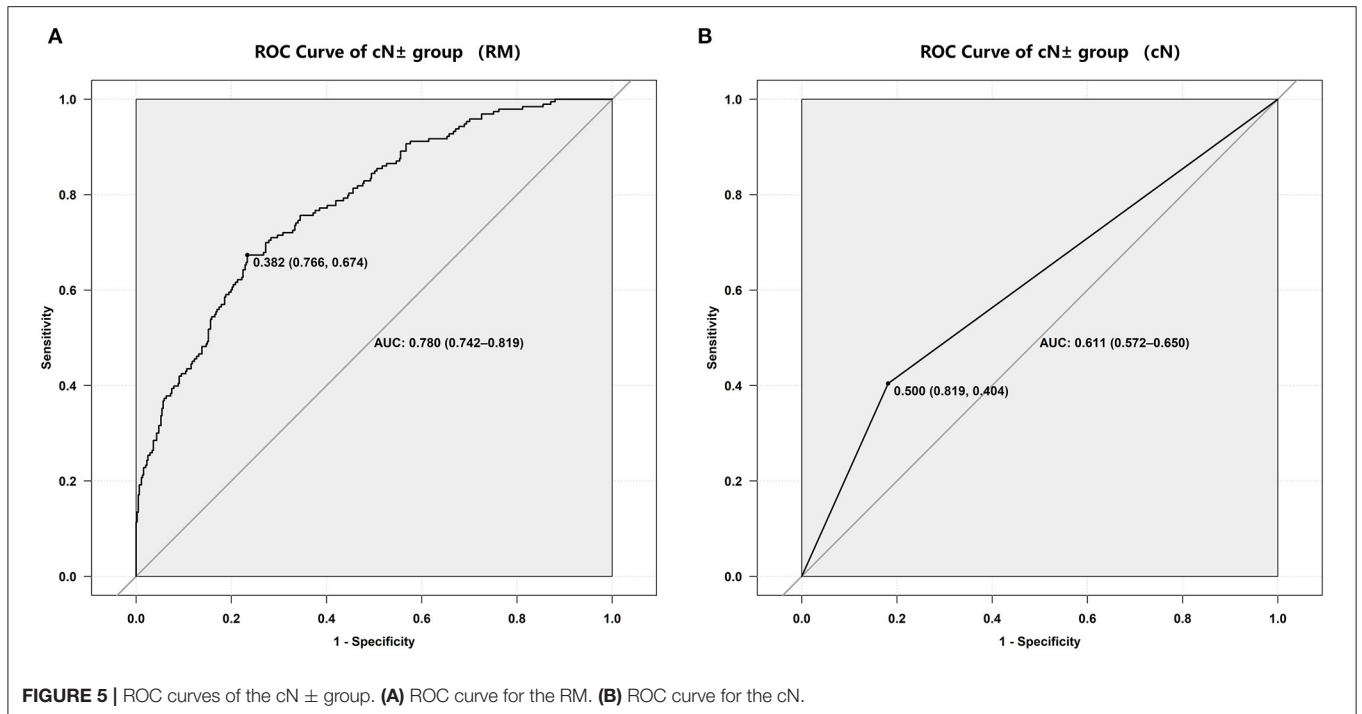 A
ROC Curve of cN± group (RM)
1.0
0.8
0.6
0.4
0.2
0.0
Sensitivity
0.382 (0.766, 0.674)
AUC: 0.780 (0.742–0.819)
0.0 0.2 0.4 0.6 0.8 1.0
1 - Specificity
B
ROC Curve of cN± group (cN)
1.0
0.8
0.6
0.4
0.2
0.0
Sensitivity
AUC: 0.611 (0.572–0.650)
0.500 (0.819, 0.404)
0.0 0.2 0.4 0.6 0.8 1.0
1 - Specificity
FIGURE 5 | ROC curves of the cN ± group. (A) ROC curve for the RM. (B) ROC curve for the cN.